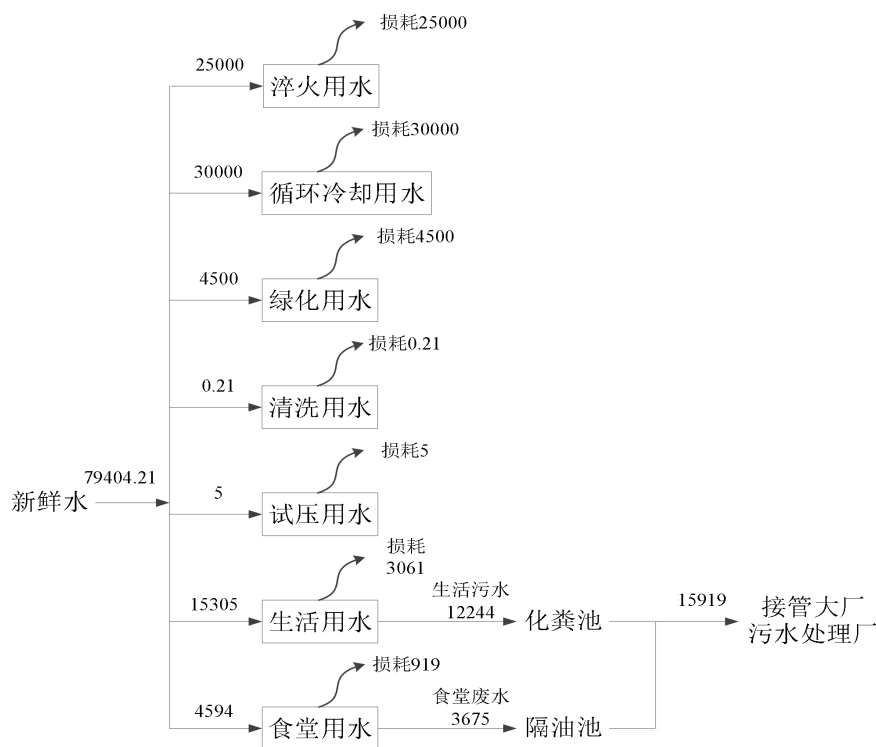 损耗25000
25000
淬火用水
损耗30000
30000
循环冷却用水
损耗4500
4500
绿化用水
损耗0.21
0.21
清洗用水
新鲜水
79404.21
损耗5
5
试压用水
损耗
3061
15305
生活用水
生活污水
12244
化粪池
15919
接管大厂
污水处理厂
损耗919
4594
食堂用水
食堂废水
3675
隔油池